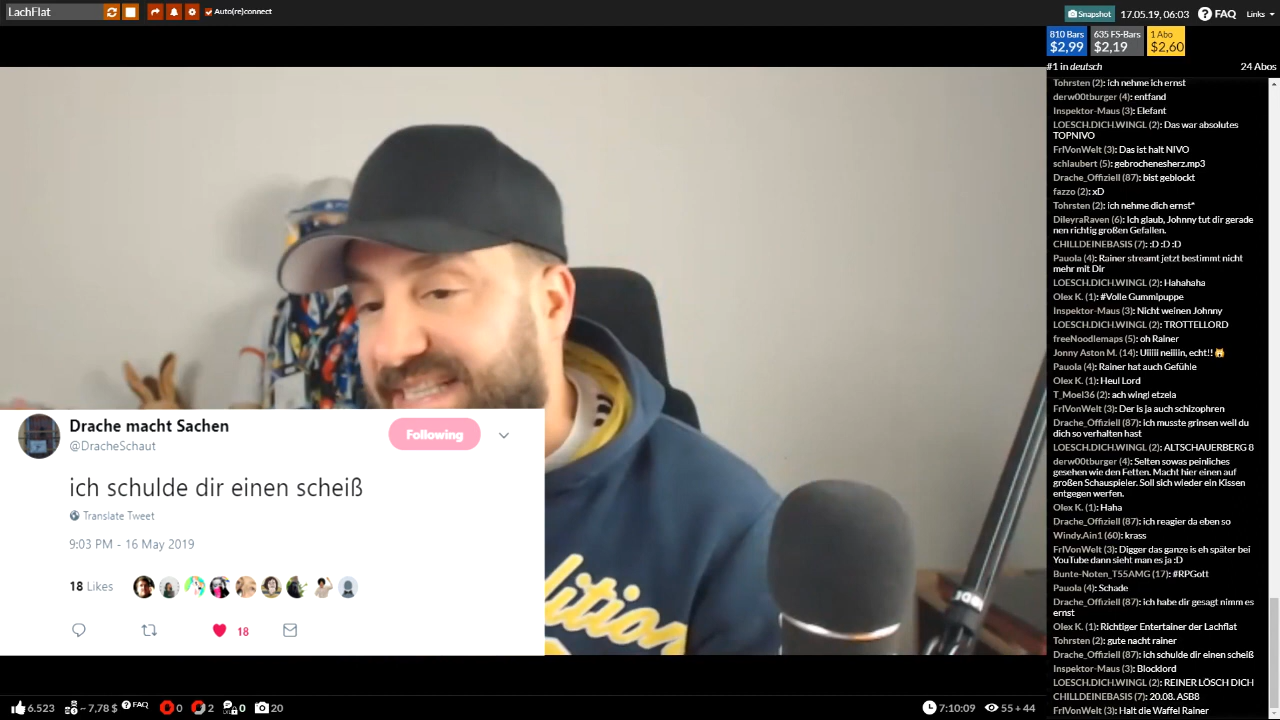 LachFlat
Auto(re)connect
Snapshot
17.05.19, 06:03
FAQ
Links
810 Bars
$2,99
635 FS-Bars
$2,19
1 Abo
$2,60
#1 in deutsch
24 Abos
Tohrsten (2): ich nehme ich ernst
derw00tburger (4): entfand
Inspektor-Maus (3): Elefant
LOESCH.DICH.WINGL (2): Das war absolutes
TOPNIVO
FrlVonWelt (3): Das ist halt NIVO
schlaubert (5): gebrochenesherz.mp3
Drache_Offiziell (87): bist geblockt
fazzo (2): xD
Tohrsten (2): ich nehme dich ernst*
DileyraRaven (6): Ich glaub, Johnny tut dir gerade
nen richtig großen Gefallen.
CHILLDEINEBASIS (7): :D :D :D
Pauola (4): Rainer streamt jetzt bestimmt nicht
mehr mit Dir
LOESCH.DICH.WINGL (2): Hahahaha
Olex K. (1): #Volle Gummipuppe
Inspektor-Maus (3): Nicht weinen Johnny
LOESCH.DICH.WINGL (2): TROTTELLORD
freeNoodlemaps (5): oh Rainer
Jonny Aston M. (14): Uiiiii neiiiin, echt!!
Pauola (4): Rainer hat auch Gefühle
Olex K. (1): Heul Lord
T_Moel36 (2): ach wingl etzela
FrlVonWelt (3): Der is ja auch schizophren
Drache_Offiziell (87): ich musste grinsen weil du
dich so verhalten hast
LOESCH.DICH.WINGL (2): ALTSCHAUERBERG 8
derw00tburger (4): Selten sowas peinliches
gesehen wie den Fetten. Macht hier einen auf
großen Schauspieler. Soll sich wieder ein Kissen
entgegen werfen.
Olex K. (1): Haha
Drache_Offiziell (87): ich reagier da eben so
Windy.Ain1 (60): krass
FrlVonWelt (3): Digger das ganze is eh später bei
YouTube dann sieht man es ja :D
Bunte-Noten_T55AMG (17): #RPGott
Pauola (4): Schade
Drache_Offiziell (87): ich habe dir gesagt nimm es
ernst
Olex K. (1): Richtiger Entertainer der Lachflat
Tohrsten (2): gute nacht rainer
Drache_Offiziell (87): ich schulde dir einen scheiß
Inspektor-Maus (3): Blocklord
LOESCH.DICH.WINGL (2): REINER LÖSCH DICH
CHILLDEINEBASIS (7): 20.08. ASB8
FrlVonWelt (3): Halt die Waffel Rainer
Drache macht Sachen
@DracheSchaut
Following
ich schulde dir einen scheiß
Translate Tweet
9:03 PM - 16 May 2019
18 Likes
18
6.523
~ 7,78 $
FAQ
0
2
0
20
7:10:09
55 + 44